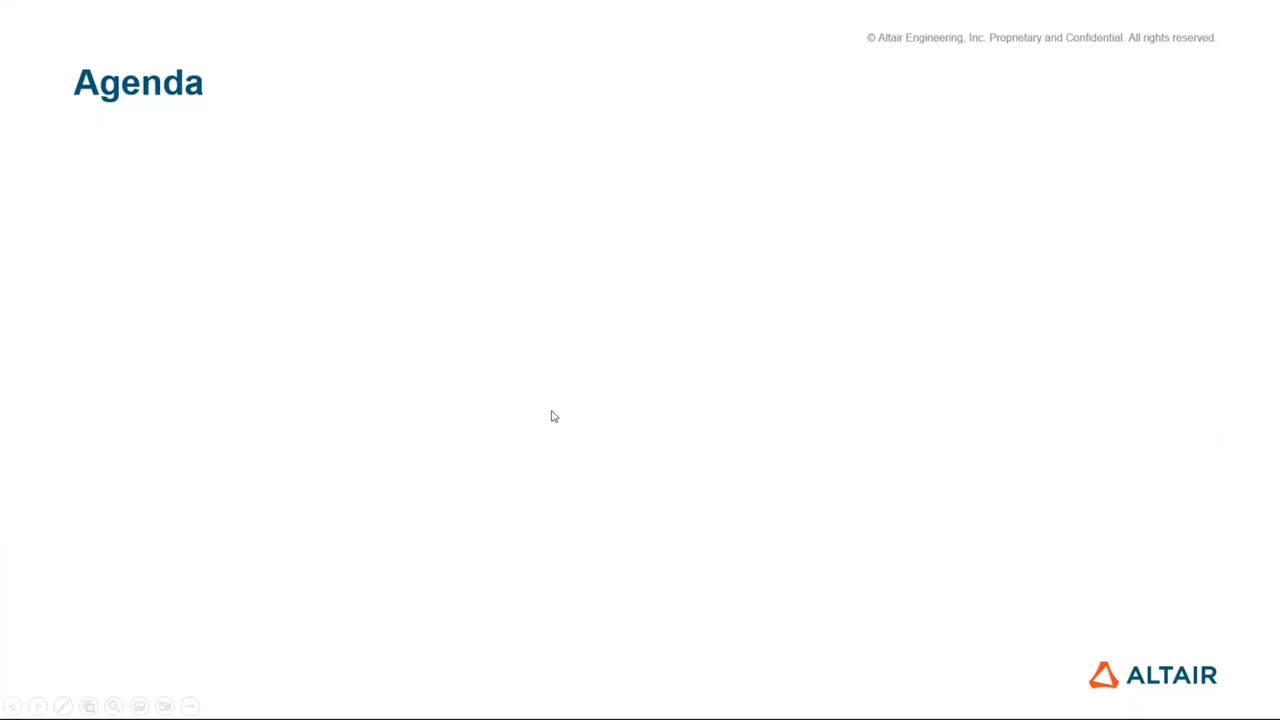 © Altair Engineering, Inc. Proprietary and Confidential. All rights reserved.
Agenda
ALTAIR